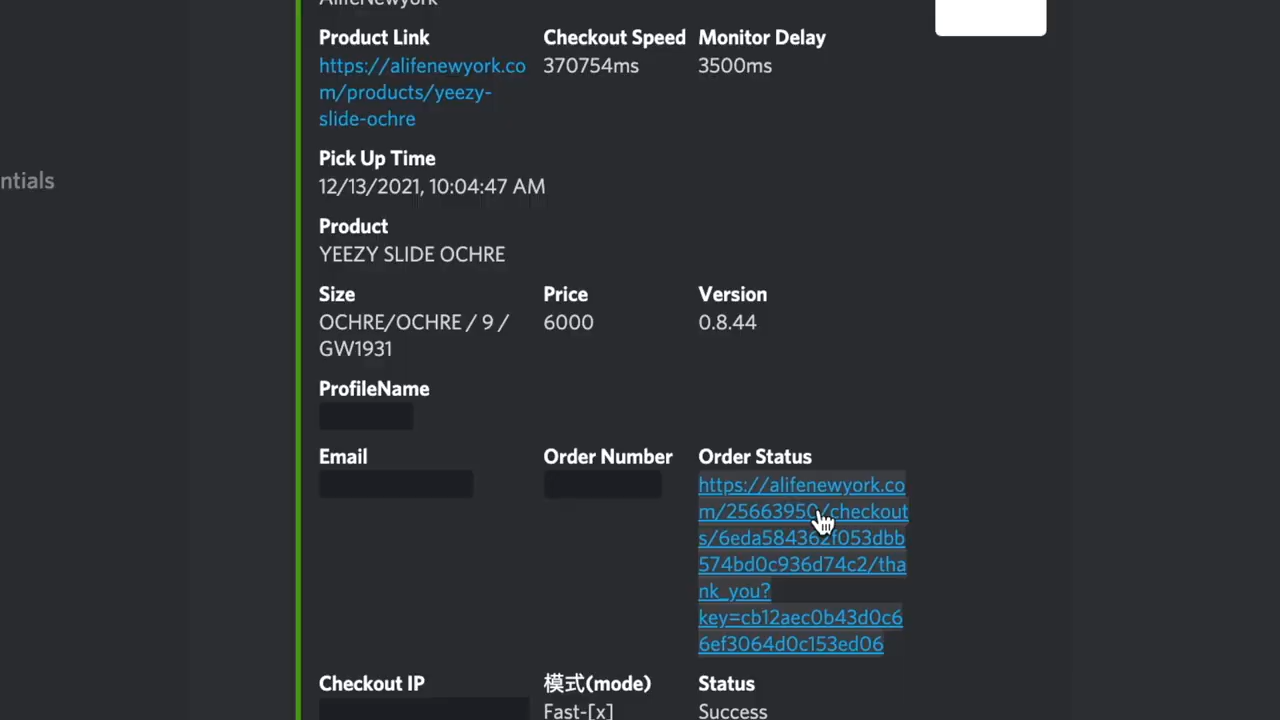 AlifeNewyork
Product Link
Checkout Speed
Monitor Delay
https://alifenewyork.co
m/products/yeezy-
slide-ochre
370754ms
3500ms
Pick Up Time
12/13/2021, 10:04:47 AM
ntials
Product
YEEZY SLIDE OCHRE
Size
Price
Version
OCHRE/OCHRE / 9 /
GW1931
6000
0.8.44
ProfileName
Email
Order Number
Order Status
https://alifenewyork.co
m/25663950/checkout
s/6eda584362f053dbb
574bd0c936d74c2/tha
nk_you?
key=cb12aec0b43d0c6
6ef3064d0c153ed06
Checkout IP
模式(mode)
Status
Fast-[x]
Success